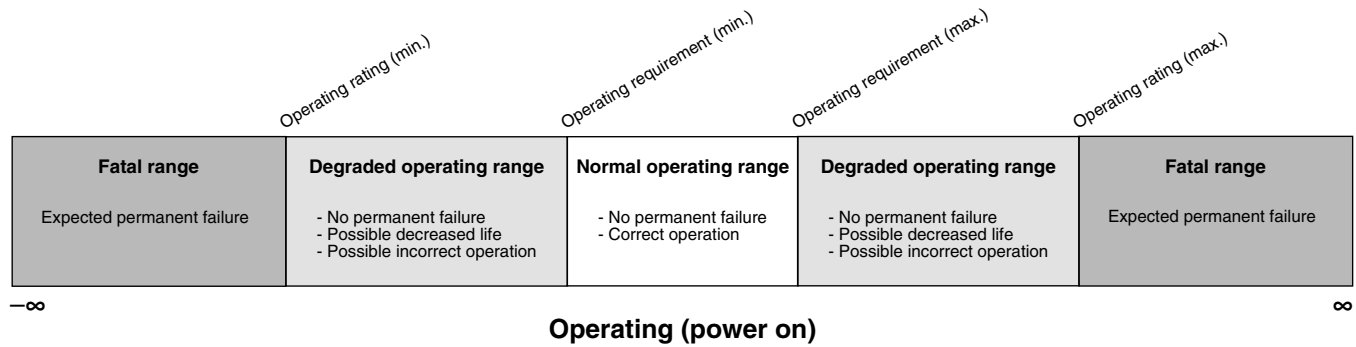 Operating rating (min.)
Operating requirement (min.)
Operating requirement (max.)
Operating rating (max.)
Fatal range
Expected permanent failure
Degraded operating range
- No permanent failure
- Possible decreased life
- Possible incorrect operation
Normal operating range
- No permanent failure
- Correct operation
Degraded operating range
- No permanent failure
- Possible decreased life
- Possible incorrect operation
Fatal range
Expected permanent failure
–∞
∞
Operating (power on)